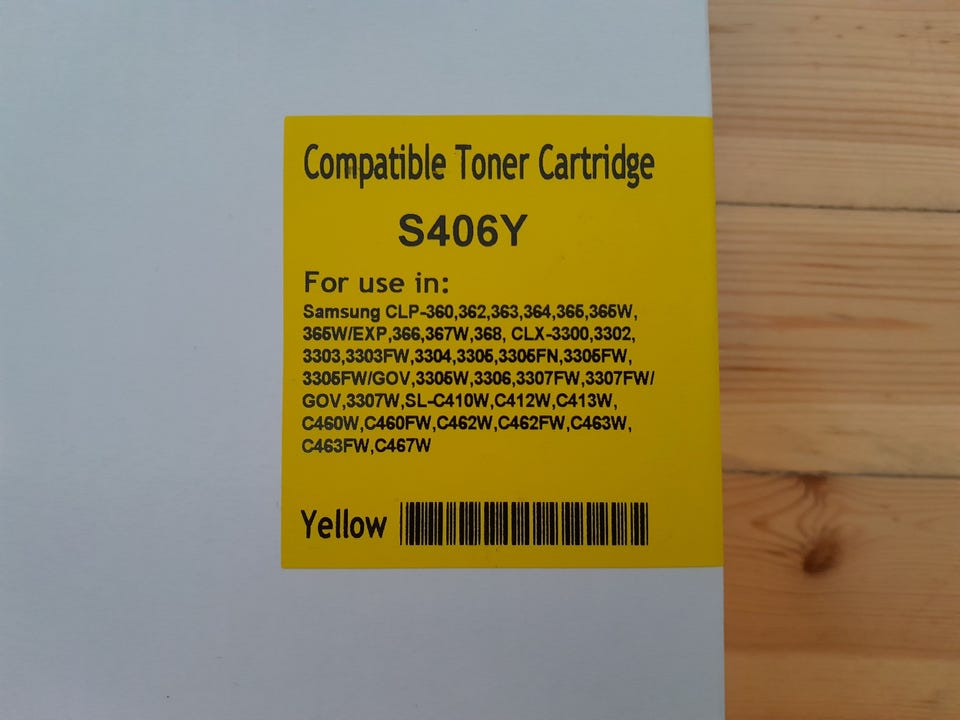 Compatible Toner Cartridge
S406Y
For use in:
Samsung CLP-360,362,363,364,365,365W,
365W/EXP,366,367W,368, CLX-3300,3302,
3303,3303FW,3304,3305,3305FN,3305FW,
3305FW/GOV,3305W,3306,3307FW,3307FW/
GOV,3307W,SL-C410W,C412W,C413W,
C460W,C460FW,C462W,C462FW,C463W,
C463FW,C467W
Yellow